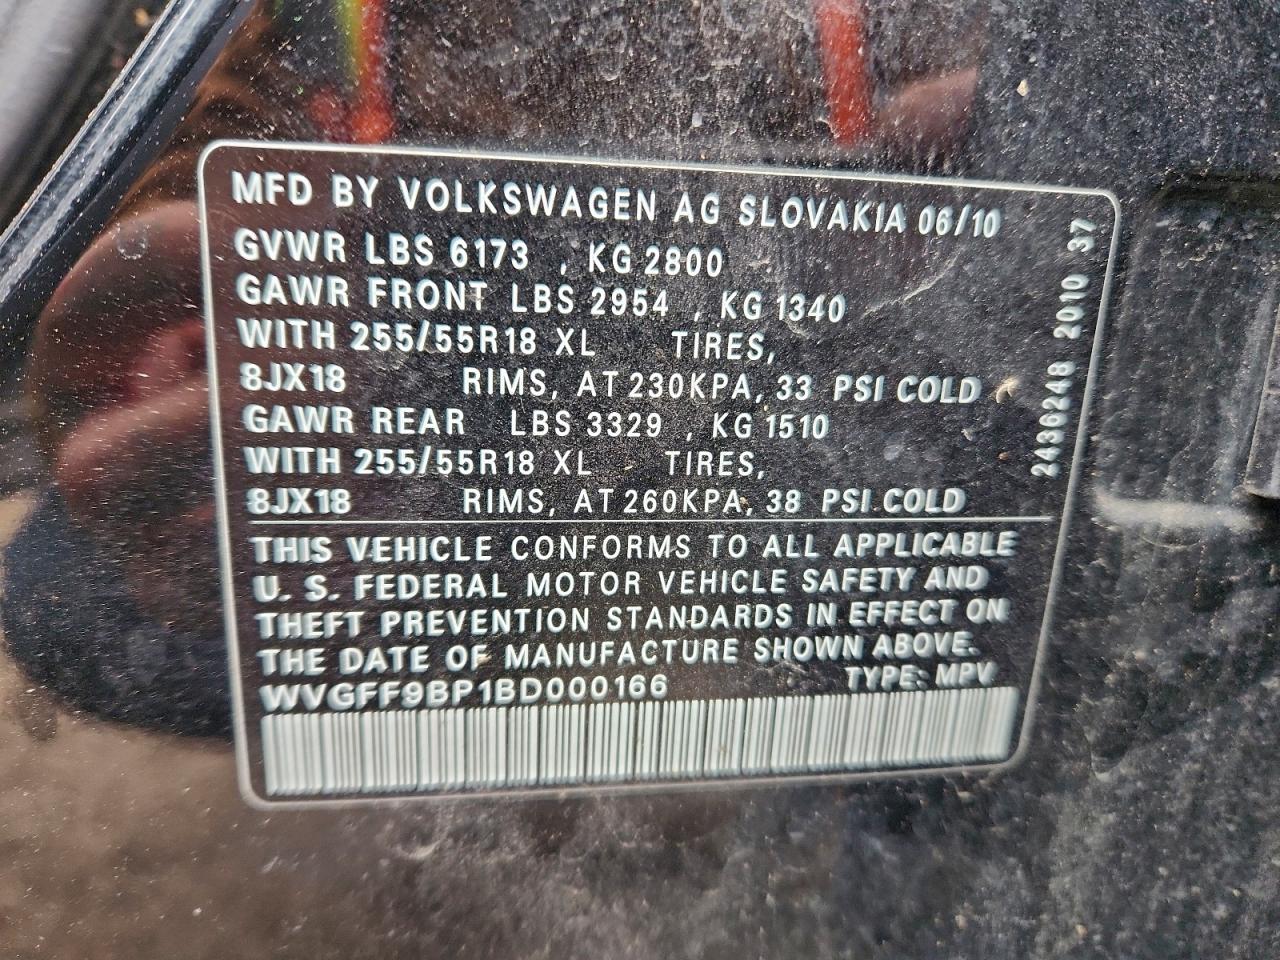 MFD BY VOLKSWAGEN AG SLOVAKIA 06/10
GVWR LBS 6173 , KG 2800
GAWR FRONT LBS 2954 , KG 1340
WITH 255/55R18 XL TIRES,
8JX18 RIMS, AT 230KPA, 33 PSI COLD
GAWR REAR LBS 3329 , KG 1510
WITH 255/55R18 XL TIRES,
8JX18 RIMS, AT 260KPA, 38 PSI COLD
THIS VEHICLE CONFORMS TO ALL APPLICABLE
U. S. FEDERAL MOTOR VEHICLE SAFETY AND
THEFT PREVENTION STANDARDS IN EFFECT ON
THE DATE OF MANUFACTURE SHOWN ABOVE.
WVGFF9BP1BD000166 TYPE: MPV
2436248 2010 37